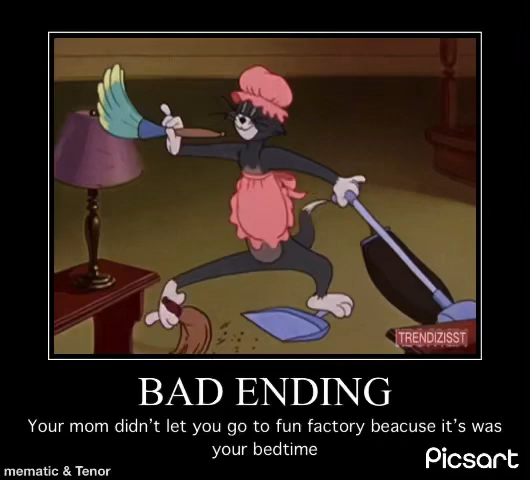 TRENDIZISST
BAD ENDING
Your mom didn't let you go to fun factory beacuse it's was
your bedtime
Picsart
mematic & Tenor